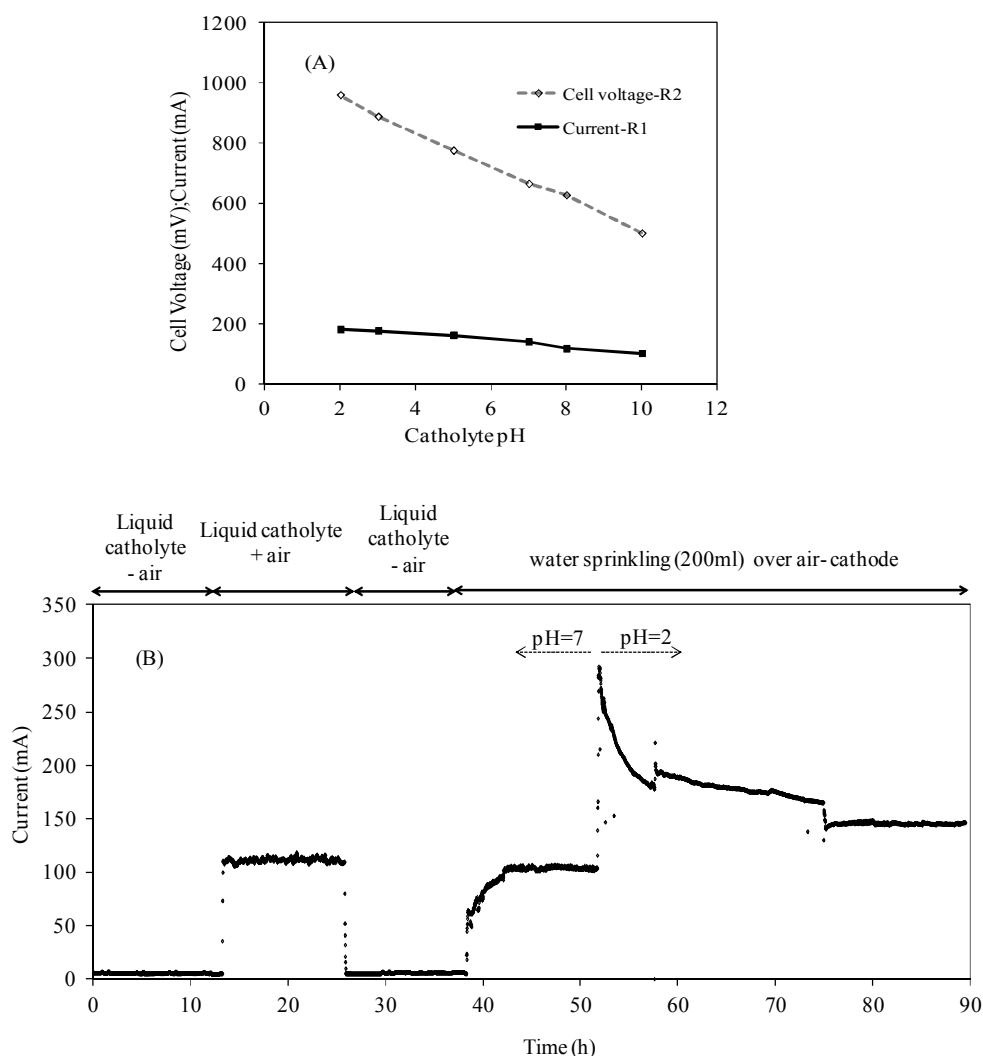 1200
1000
800
600
400
200
0
Cell Voltage (mV);Current (mA)
(A)
Cell voltage-R2
Current-R1
0 2 4 6 8 10 12
Catholyte pH
Liquid catholyte - air
Liquid catholyte + air
Liquid catholyte - air
water sprinkling (200ml) over air-cathode
350
300
250
200
150
100
50
0
Current (mA)
(B)
pH=7
pH=2
0 10 20 30 40 50 60 70 80 90
Time (h)